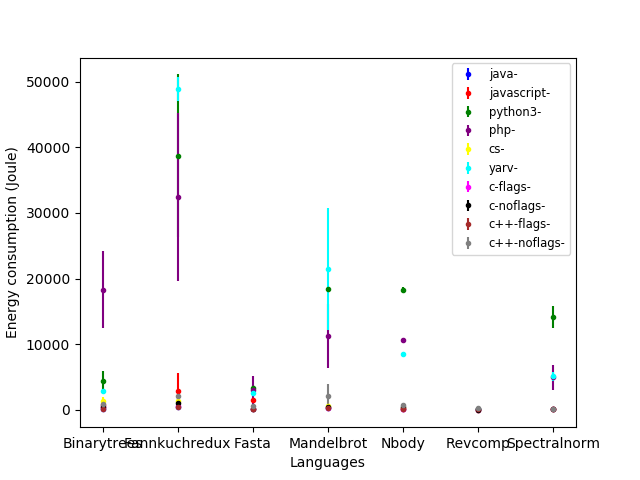 Energy consumption (Joule)
50000
40000
30000
20000
10000
0
java-
javascript-
python3-
php-
cs-
yarv-
c-flags-
c-noflags-
c++-flags-
c++-noflags-
Binarytrees Fannkuchredux Fasta Mandelbrot Nbody Revcomp Spectralnorm
Languages